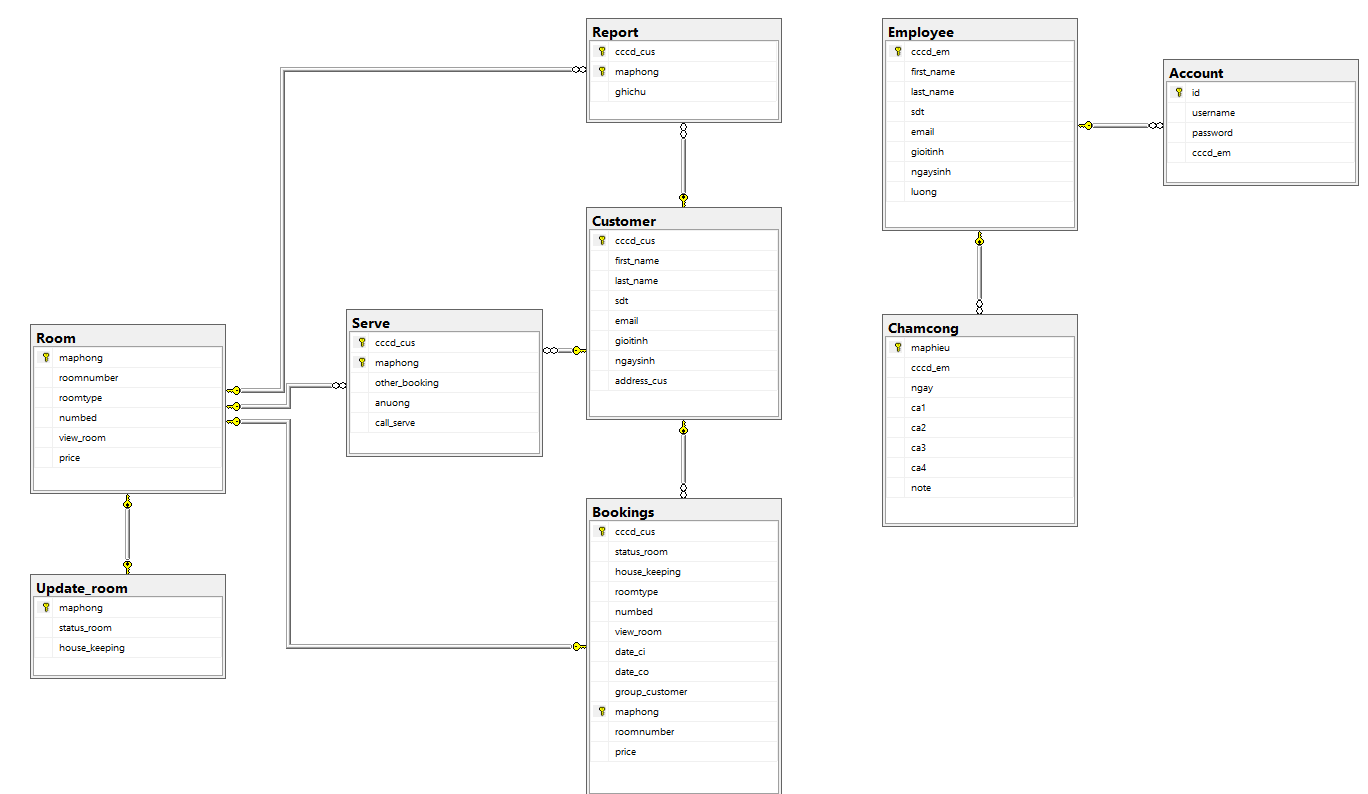 Report
cccd_cus
maphong
ghichu
Employee
cccd_em
first_name
last_name
sdt
email
gioitinh
ngaysinh
luong
Account
id
username
password
cccd_em
Customer
cccd_cus
first_name
last_name
sdt
email
gioitinh
ngaysinh
address_cus
Serve
cccd_cus
maphong
other_booking
anuong
call_serve
Room
maphong
roomnumber
roomtype
numbed
view_room
price
Chamcong
maphieu
cccd_em
ngay
ca1
ca2
ca3
ca4
note
Bookings
cccd_cus
status_room
house_keeping
roomtype
numbed
view_room
date_ci
date_co
group_customer
maphong
roomnumber
price
Update_room
maphong
status_room
house_keeping